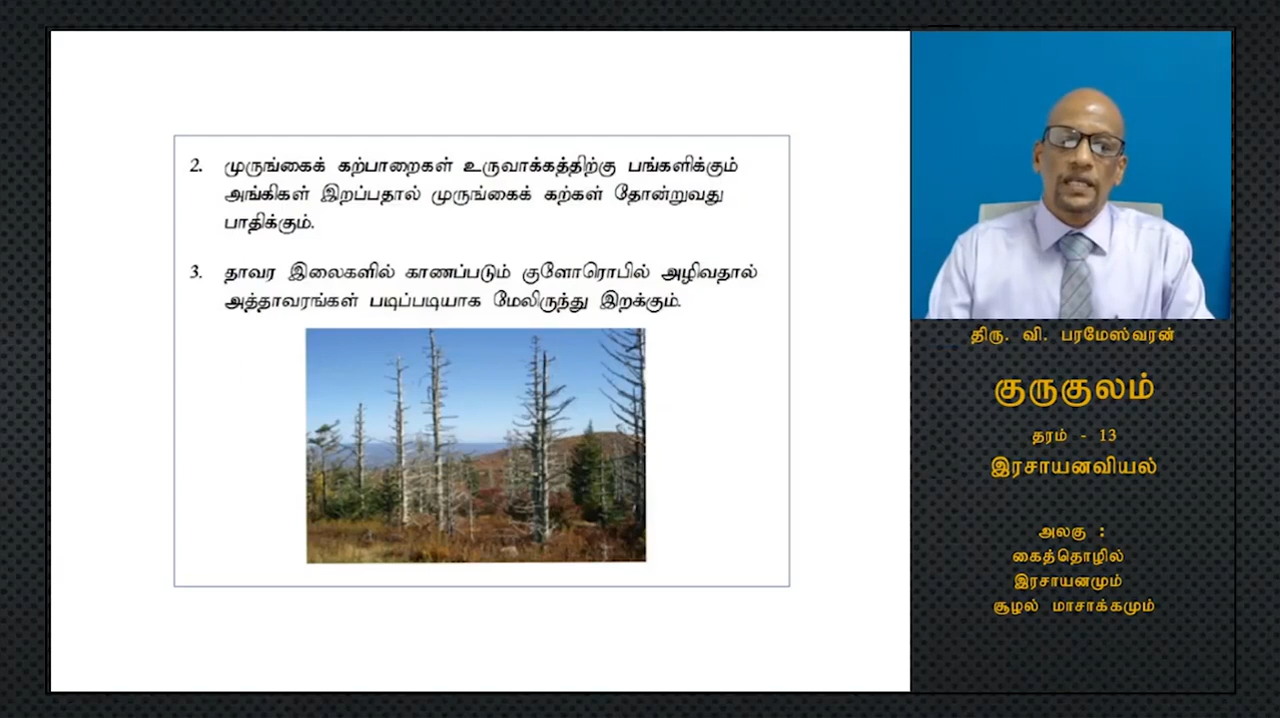 2. முருங்கைக் கற்பாறைகள் உருவாக்கத்திற்கு பங்களிக்கும்
அங்கிகள் இறப்பதால் முருங்கைக் கற்கள் தோன்றுவது
பாதிக்கும்.
3. தாவர இலைகளில் காணப்படும் குளோரொபில் அழிவதால்
அத்தாவரங்கள் படிப்படியாக மேலிருந்து இறக்கும்.
திரு. வி. பரமேஸ்வரன்
குருகுலம்
தரம் - 13
இரசாயனவியல்
அலகு :
கைத்தொழில்
இரசாயனமும்
சூழல் மாசாக்கமும்